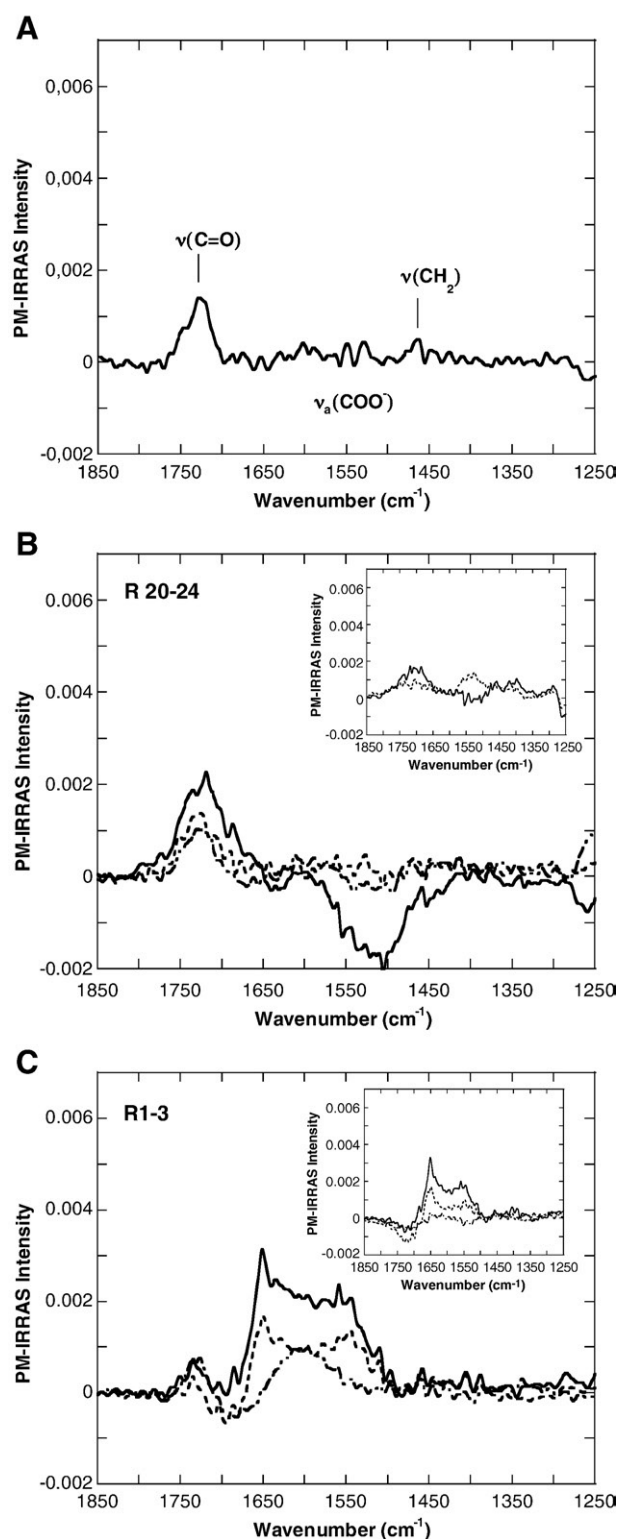 A
0,006
0,004
0,002
0
-0,002
PM-IRRAS Intensity
ν(C=O)
ν(CH₂)
νₐ(COO⁻)
1850 1750 1650 1550 1450 1350 1250
Wavenumber (cm⁻¹)
B
R 20-24
0.006
0.004
0.002
0
-0.002
PM-IRRAS Intensity
0.006
0.004
0.002
0
-0.002
PM-IRRAS Intensity
1850 1750 1650 1550 1450 1350 1250
Wavenumber (cm⁻¹)
1850 1750 1650 1550 1450 1350 1250
Wavenumber (cm⁻¹)
C
R1-3
0.006
0.004
0.002
0
0.002
PM-IRRAS Intensity
0.006
0.004
0.002
0
-0.002
PM-IRRAS Intensity
1850 1750 1650 1550 1450 1350 1250
Wavenumber (cm⁻¹)
1850 1750 1650 1550 1450 1350 1250
Wavenumber (cm⁻¹)